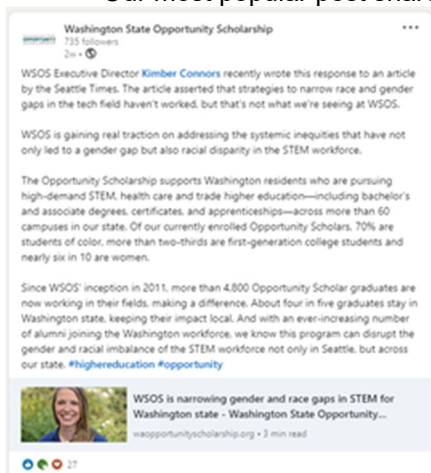 Our most popular post shar
Washington State Opportunity Scholarship
735 followers
2w •
WSOS Executive Director Kimber Connors recently wrote this response to an article
by the Seattle Times. The article asserted that strategies to narrow race and gender
gaps in the tech field haven't worked, but that's not what we're seeing at WSOS.
WSOS is gaining real traction on addressing the systemic inequities that have not
only led to a gender gap but also racial disparity in the STEM workforce.
The Opportunity Scholarship supports Washington residents who are pursuing
high-demand STEM, health care and trade higher education—including bachelor's
and associate degrees, certificates, and apprenticeships—across more than 60
campuses in our state. Of our currently enrolled Opportunity Scholars, 70% are
students of color, more than two-thirds are first-generation college students and
nearly six in 10 are women.
Since WSOS' inception in 2011, more than 4,800 Opportunity Scholar graduates are
now working in their fields, making a difference. About four in five graduates stay in
Washington state, keeping their impact local. And with an ever-increasing number
of alumni joining the Washington workforce, we know this program can disrupt the
gender and racial imbalance of the STEM workforce not only in Seattle, but across
our state. #highereducation #opportunity
WSOS is narrowing gender and race gaps in STEM for
Washington state - Washington State Opportunity...
waopportunityscholarship.org • 3 min read
27